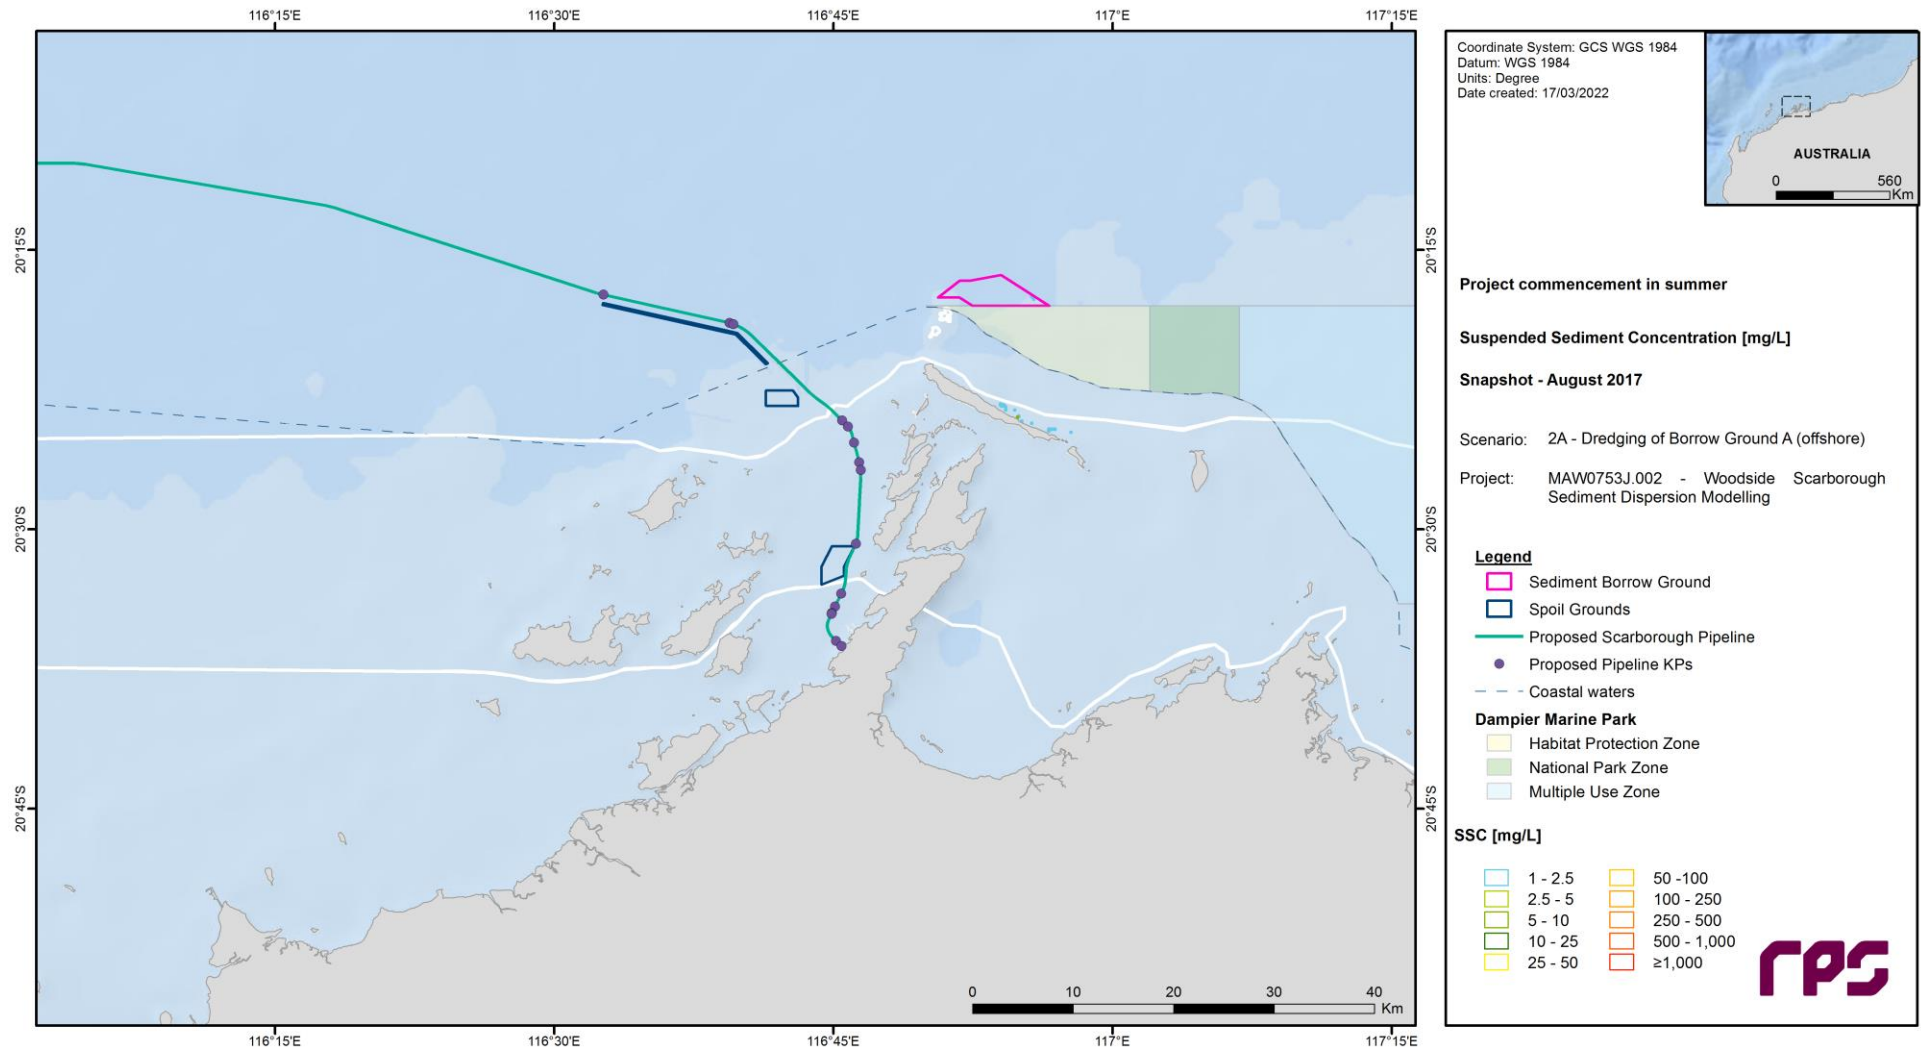 116°15'E
116°30'E
116°45'E
117°E
117°15'E
20°15'S
20°15'S
20°30'S
20°30'S
20°45'S
20°45'S
116°15'E
116°30'E
116°45'E
117°E
117°15'E
0 10 20 30 40
Km
Coordinate System: GCS WGS 1984
Datum: WGS 1984
Units: Degree
Date created: 17/03/2022
AUSTRALIA
0 560
Km
Project commencement in summer
Suspended Sediment Concentration [mg/L]
Snapshot - August 2017
Scenario: 2A - Dredging of Borrow Ground A (offshore)
Project: MAW0753J.002 - Woodside Scarborough
Sediment Dispersion Modelling
Legend
Sediment Borrow Ground
Spoil Grounds
Proposed Scarborough Pipeline
Proposed Pipeline KPs
Coastal waters
Dampier Marine Park
Habitat Protection Zone
National Park Zone
Multiple Use Zone
SSC [mg/L]
1 - 2.5
2.5 - 5
5 - 10
10 - 25
25 - 50
50 -100
100 - 250
250 - 500
500 - 1,000
≥1,000
rps